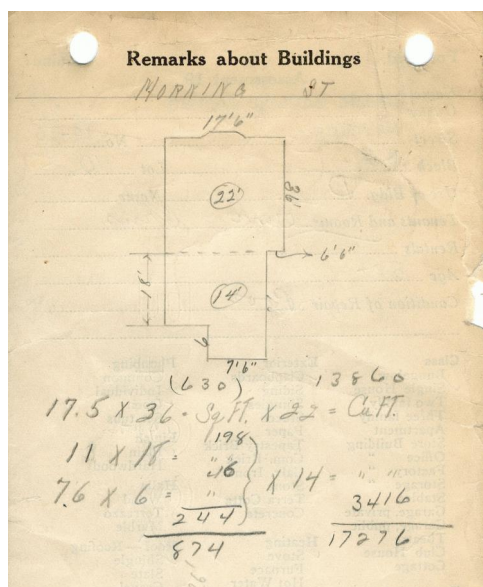 Remarks about Buildings
MORNING ST
17'6"
22'
36'
6'6"
18'
14'
6
7'6"
(630) 13860
17.5 X 36 = Sq Ft. X 22 = Cu Ft.
198
11 X 18 = " "
46
7.6 X 6 = " X 14 = " "
244 3416
874 17276